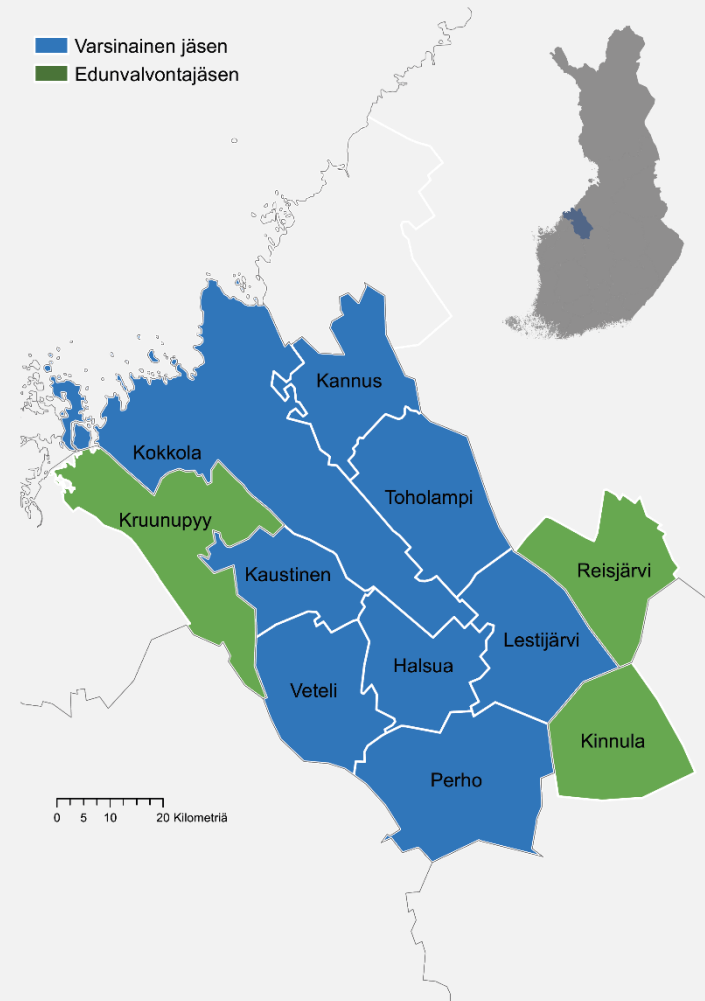 Varsinainen jäsen
Edunvalvontajäsen
Kannus
Kokkola
Toholampi
Kruunupyy
Reisjärvi
Kaustinen
Lestijärvi
Halsua
Veteli
Kinnula
Perho
0 5 10 20 Kilometriä